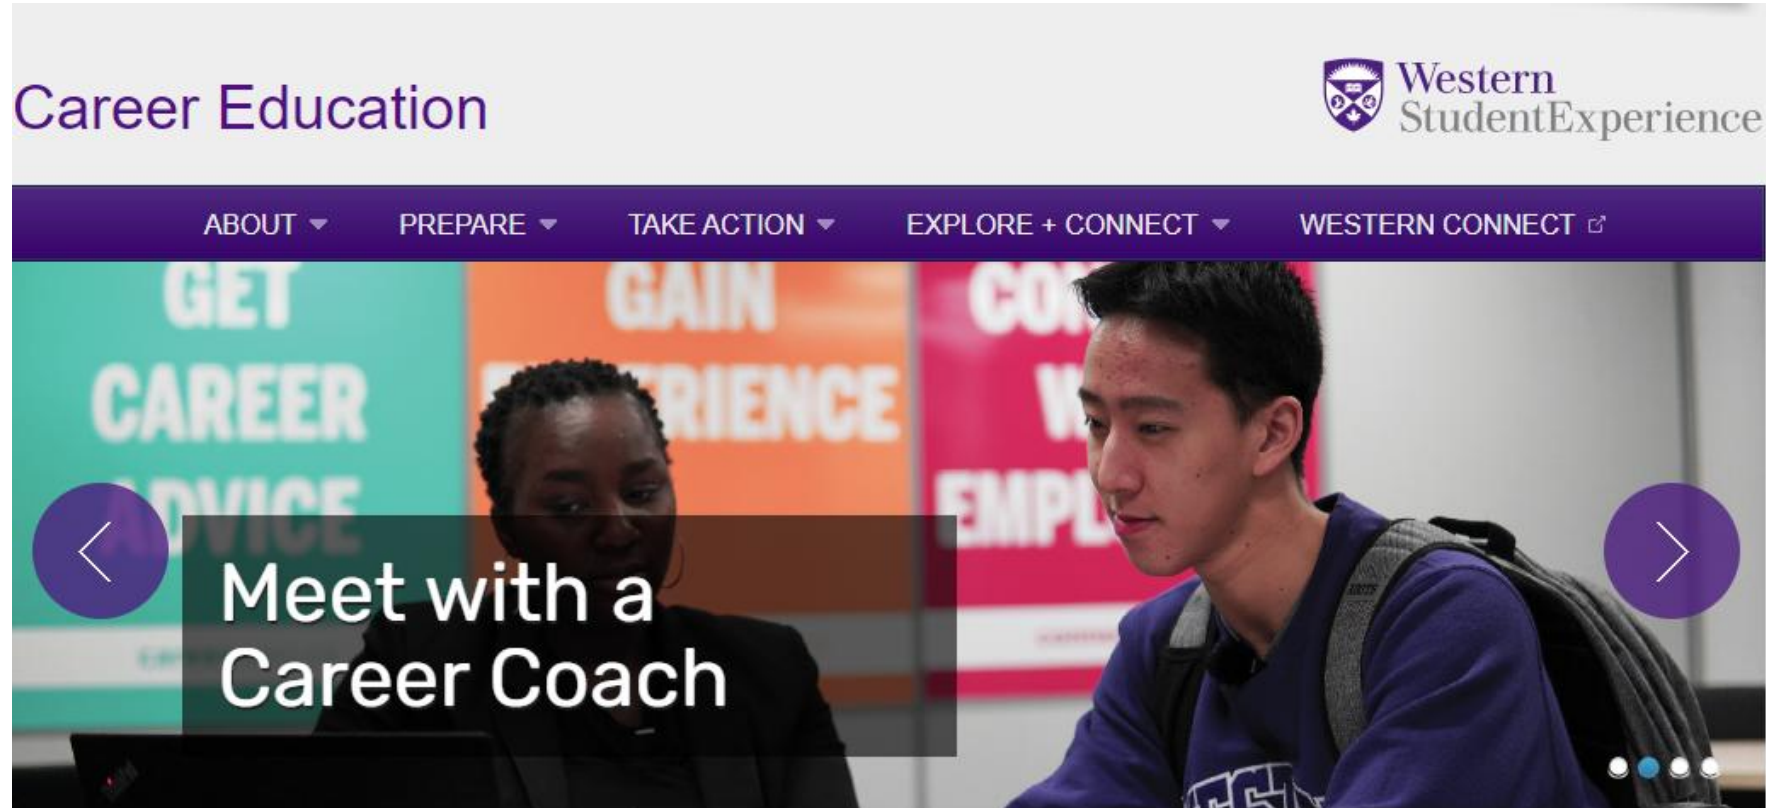 Career Education
Western
StudentExperience
ABOUT
PREPARE
TAKE ACTION
EXPLORE + CONNECT
WESTERN CONNECT
GET
CAREER
ADVICE
GAIN
Meet with a
Career Coach